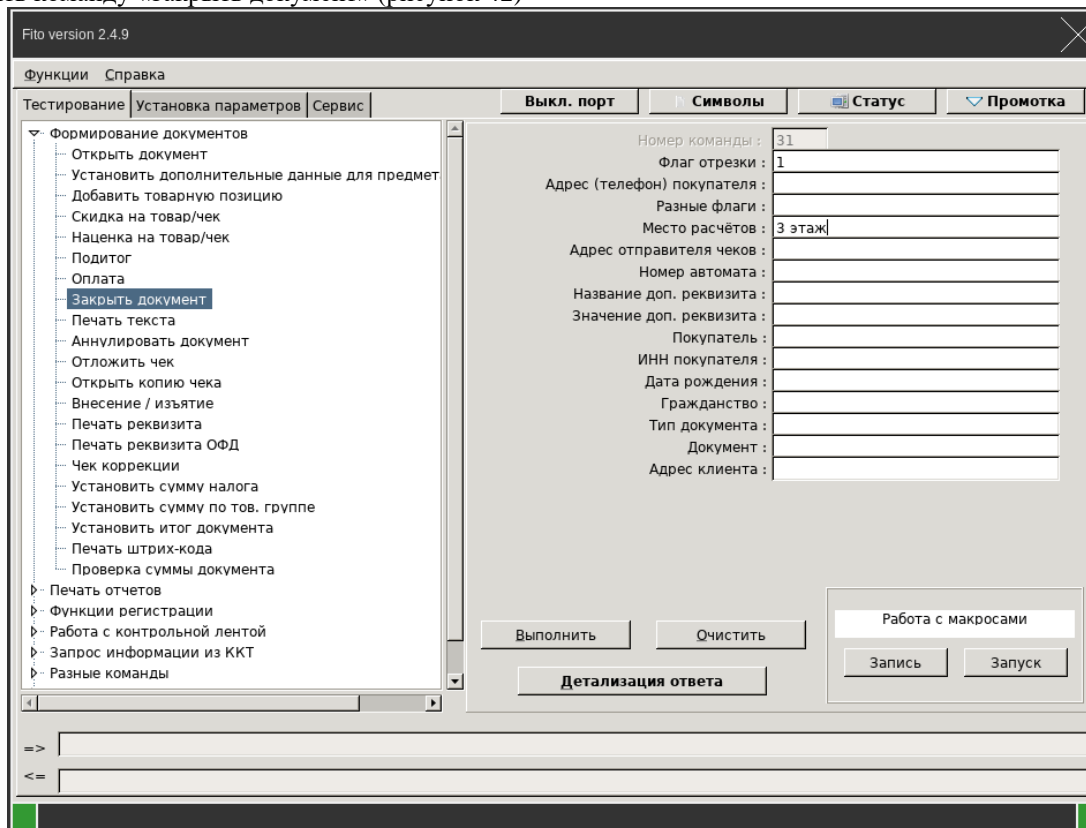 команду «закрыть документ» (рисунок 42)
Fito version 2.4.9
Функции Справка
Тестирование Установка параметров Сервис
Выкл. порт Символы Статус Промотка
Формирование документов
Открыть документ
Установить дополнительные данные для предмет
Добавить товарную позицию
Скидка на товар/чек
Наценка на товар/чек
Подитог
Оплата
Закрыть документ
Печать текста
Аннулировать документ
Отложить чек
Открыть копию чека
Внесение / изъятие
Печать реквизита
Печать реквизита ОФД
Чек коррекции
Установить сумму налога
Установить сумму по тов. группе
Установить итог документа
Печать штрих-кода
Проверка суммы документа
Печать отчетов
Функции регистрации
Работа с контрольной лентой
Запрос информации из ККТ
Разные команды
Номер команды : 31
Флаг отрезки : 1
Адрес (телефон) покупателя :
Разные флаги :
Место расчётов : 3 этаж
Адрес отправителя чеков :
Номер автомата :
Название доп. реквизита :
Значение доп. реквизита :
Покупатель :
ИНН покупателя :
Дата рождения :
Гражданство :
Тип документа :
Документ :
Адрес клиента :
Выполнить Очистить
Детализация ответа
Работа с макросами
Запись Запуск
=>
<=